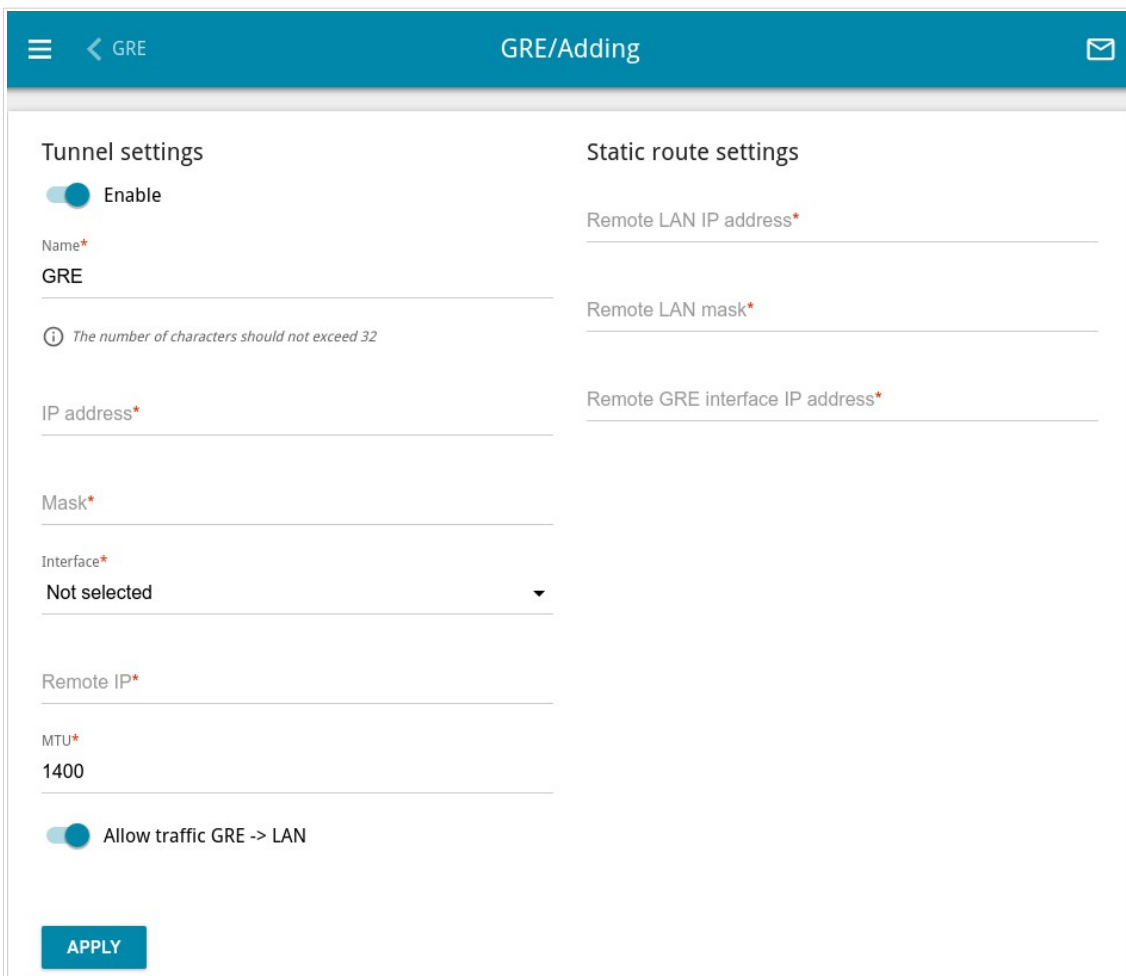 GRE
GRE/Adding
Tunnel settings
Enable
Name*
GRE
The number of characters should not exceed 32
IP address*
Mask*
Interface*
Not selected
Remote IP*
MTU*
1400
Allow traffic GRE -> LAN
APPLY
Static route settings
Remote LAN IP address*
Remote LAN mask*
Remote GRE interface IP address*